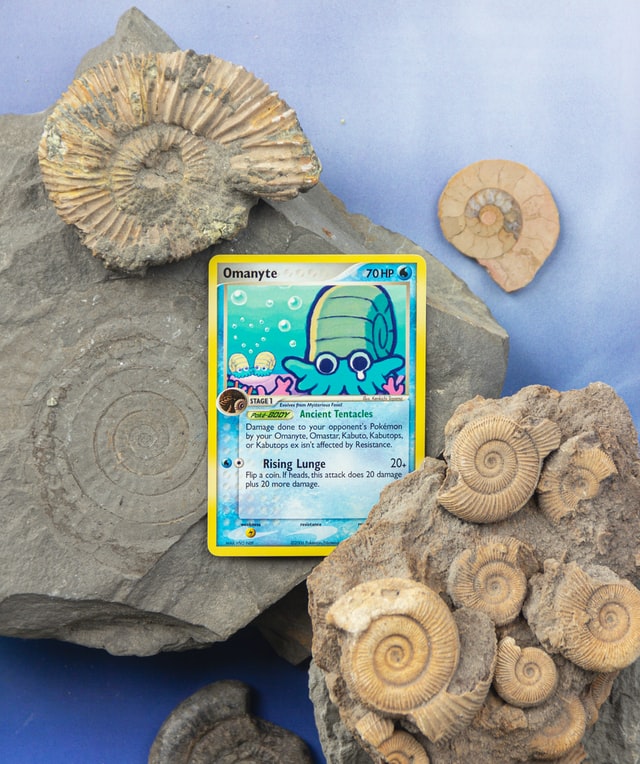 Omanyte 70 HP
STAGE 1
Evolves from Mysterious Fossil
Poké-BODY Ancient Tentacles
Damage done to your opponent's Pokémon
by your Omanyte, Omastar, Kabuto, Kabutops,
or Kabutops ex isn't affected by Resistance.
Rising Lunge 20+
Flip a coin. If heads, this attack does 20 damage
plus 20 more damage.
weakness resistance